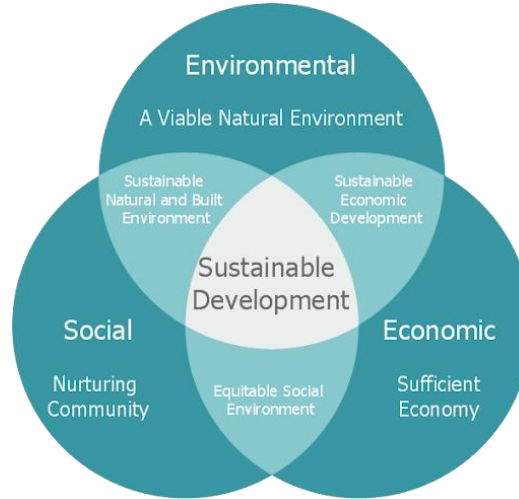 Environmental
A Viable Natural Environment
Sustainable
Natural and Built
Environment
Sustainable
Economic
Development
Sustainable
Development
Social
Nurturing
Community
Equitable Social
Environment
Economic
Sufficient
Economy